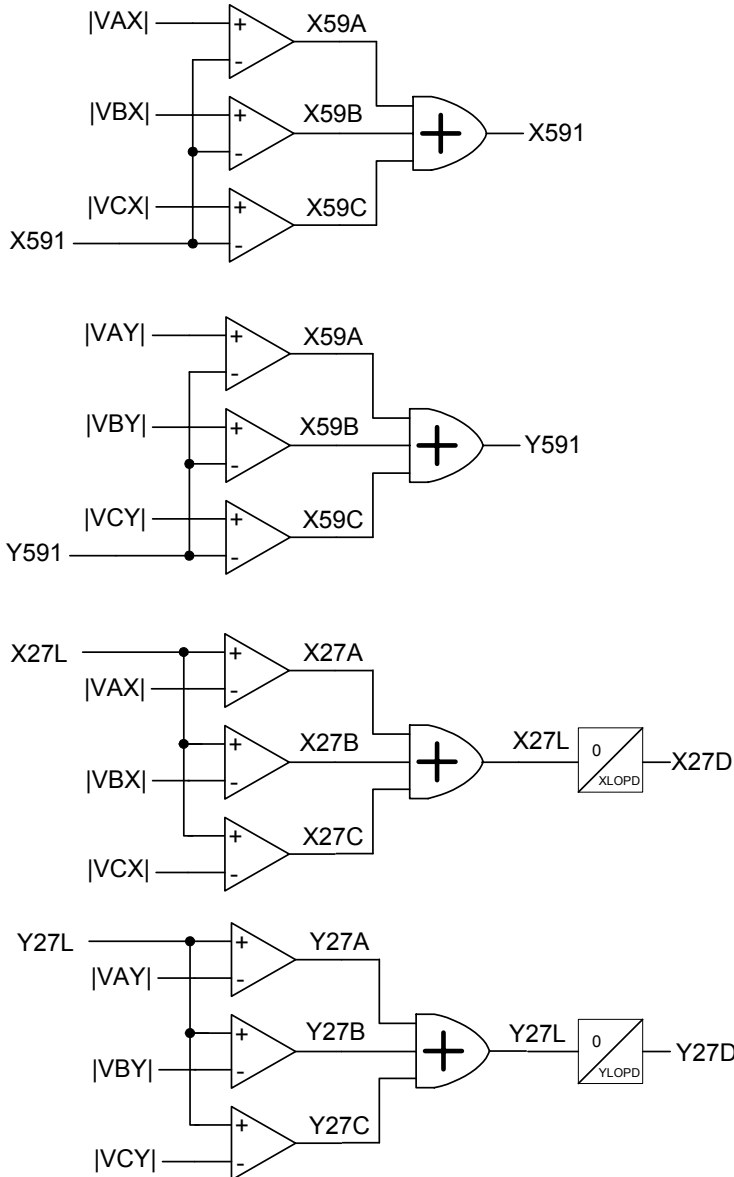 |VAX| + - X59A
|VBX| + - X59B X591
|VCX| + - X59C
X591
|VAY| + - X59A
|VBY| + - X59B Y591
|VCY| + - X59C
Y591
X27L + - X27A
|VAX|
X27B X27L 0 XLOPD X27D
+ -
|VBX|
X27C
+ -
|VCX|
Y27L + - Y27A
|VAY|
Y27B Y27L 0 YLOPD Y27D
+ -
|VBY|
Y27C
+ -
|VCY|